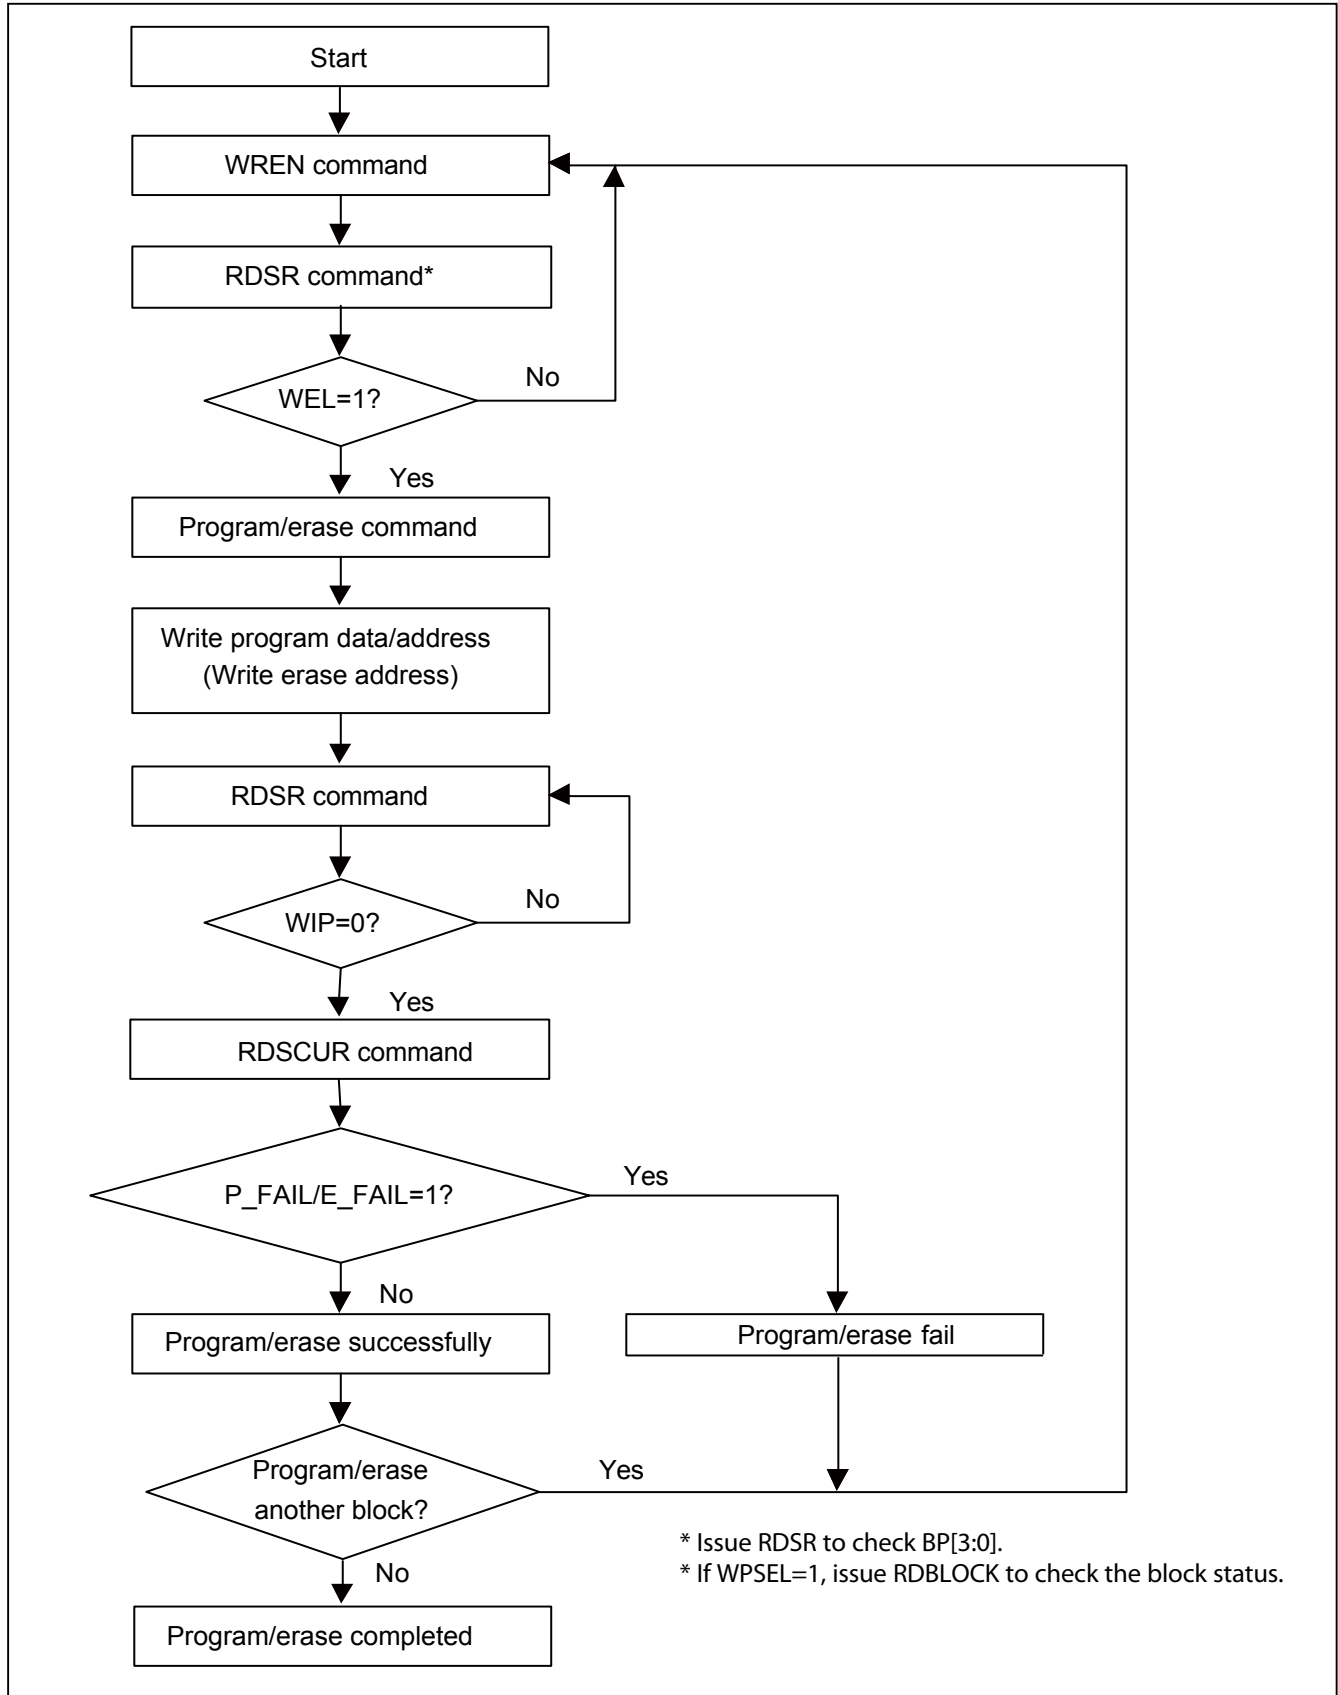 Start
WREN command
RDSR command*
WEL=1?
No
Yes
Program/erase command
Write program data/address
(Write erase address)
RDSR command
WIP=0?
No
Yes
RDSCUR command
P_FAIL/E_FAIL=1?
Yes
No
Program/erase successfully
Program/erase fail
Program/erase
another block?
Yes
* Issue RDSR to check BP[3:0].
* If WPSEL=1, issue RDBLOCK to check the block status.
No
Program/erase completed